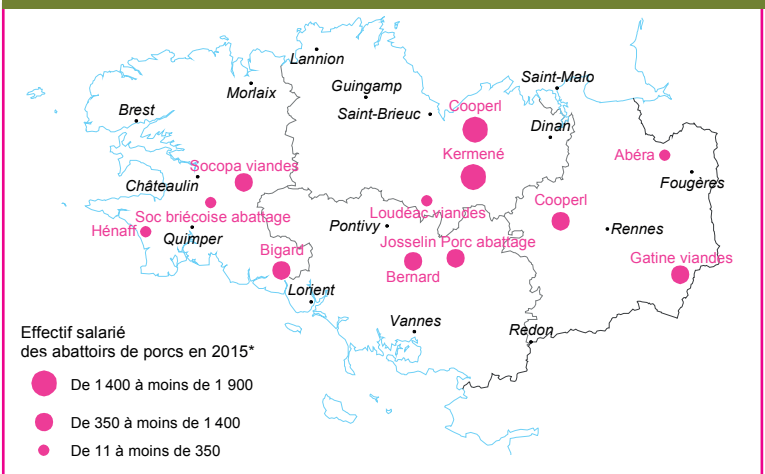 Lannion
Saint-Malo
Morlaix
Guingamp
Cooperl
Brest
Saint-Brieuc
Dinan
Kermené
Abéra
Socopa viandes
Châteaulin
Fougères
Cooperl
Loudéac viandes
Soc briécoise abattage
Pontivy
Hénaff
Rennes
Quimper
Josselin Porc abattage
Bigard
Gatine viandes
Bernard
Lorient
Vannes
Redon
Effectif salarié
des abattoirs de porcs en 2015*
De 1 400 à moins de 1 900
De 350 à moins de 1 400
De 11 à moins de 350